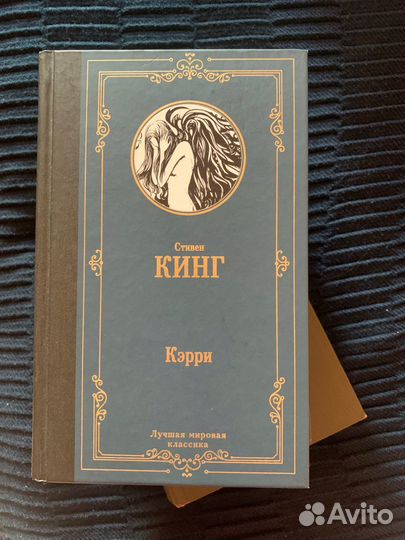 Стивен
КИНГ
Кэрри
Лучшая мировая
классика
Avito